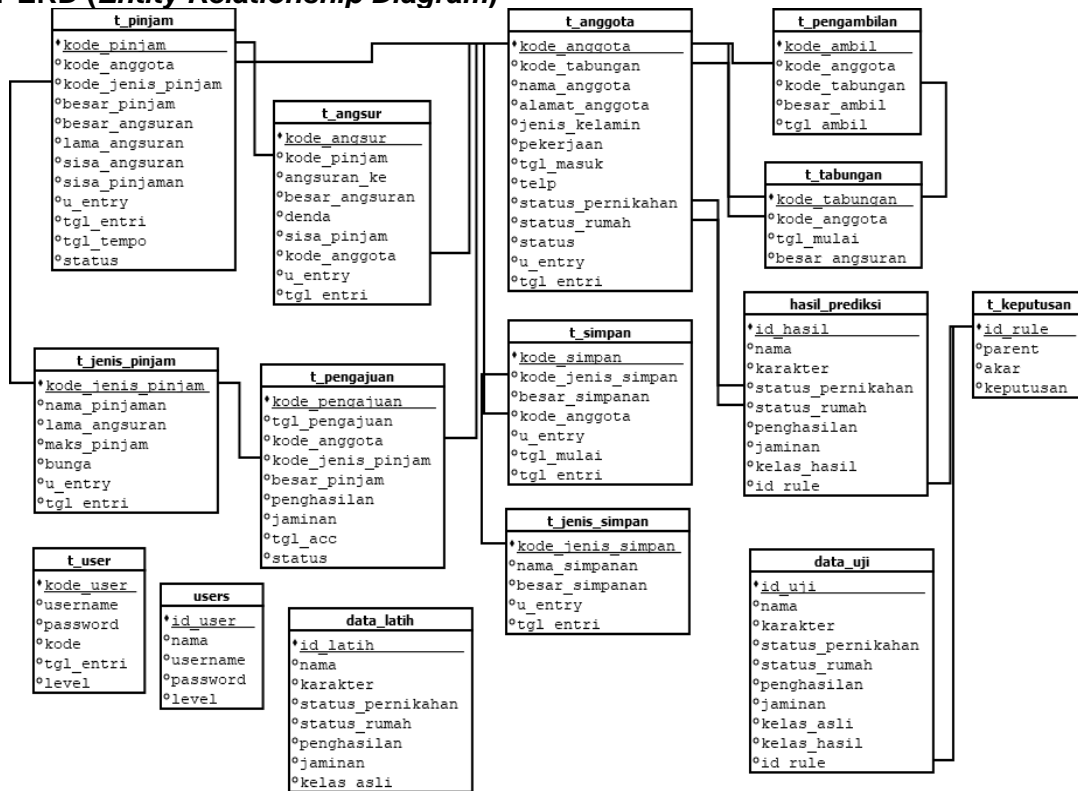 ERD (Entity Relationship Diagram)
t_pinjam
kode_pinjam
kode_anggota
kode_jenis_pinjam
besar_pinjam
besar_angsuran
lama_angsuran
sisa_angsuran
sisa_pinjaman
u_entry
tgl_entri
tgl_tempo
status
t_angsur
kode_angsur
kode_pinjam
angsuran_ke
besar_angsuran
denda
sisa_pinjam
kode_anggota
u_entry
tgl_entri
t_anggota
kode_anggota
kode_tabungan
nama_anggota
alamat_anggota
jenis_kelamin
pekerjaan
tgl_masuk
telp
status_pernikahan
status_rumah
status
u_entry
tgl_entri
t_pengambilan
kode_ambil
kode_anggota
kode_tabungan
besar_ambil
tgl_ambil
t_tabungan
kode_tabungan
kode_anggota
tgl_mulai
besar_angsuran
hasil_prediksi
id_hasil
nama
karakter
status_pernikahan
status_rumah
penghasilan
jaminan
kelas_hasil
id_rule
t_keputusan
id_rule
parent
akar
keputusan
t_jenis_pinjam
kode_jenis_pinjam
nama_pinjaman
lama_angsuran
maks_pinjam
bunga
u_entry
tgl_entri
t_pengajuan
kode_pengajuan
tgl_pengajuan
kode_anggota
kode_jenis_pinjam
besar_pinjam
penghasilan
jaminan
tgl_acc
status
t_simpan
kode_simpan
kode_jenis_simpan
besar_simpanan
kode_anggota
u_entry
tgl_mulai
tgl_entri
t_jenis_simpan
kode_jenis_simpan
nama_simpanan
besar_simpanan
u_entry
tgl_entri
t_user
kode_user
username
password
kode
tgl_entri
level
users
id_user
nama
username
password
level
data_latih
id_latih
nama
karakter
status_pernikahan
status_rumah
penghasilan
jaminan
kelas_asli
data_uji
id_uji
nama
karakter
status_pernikahan
status_rumah
penghasilan
jaminan
kelas_asli
kelas_hasil
id_rule